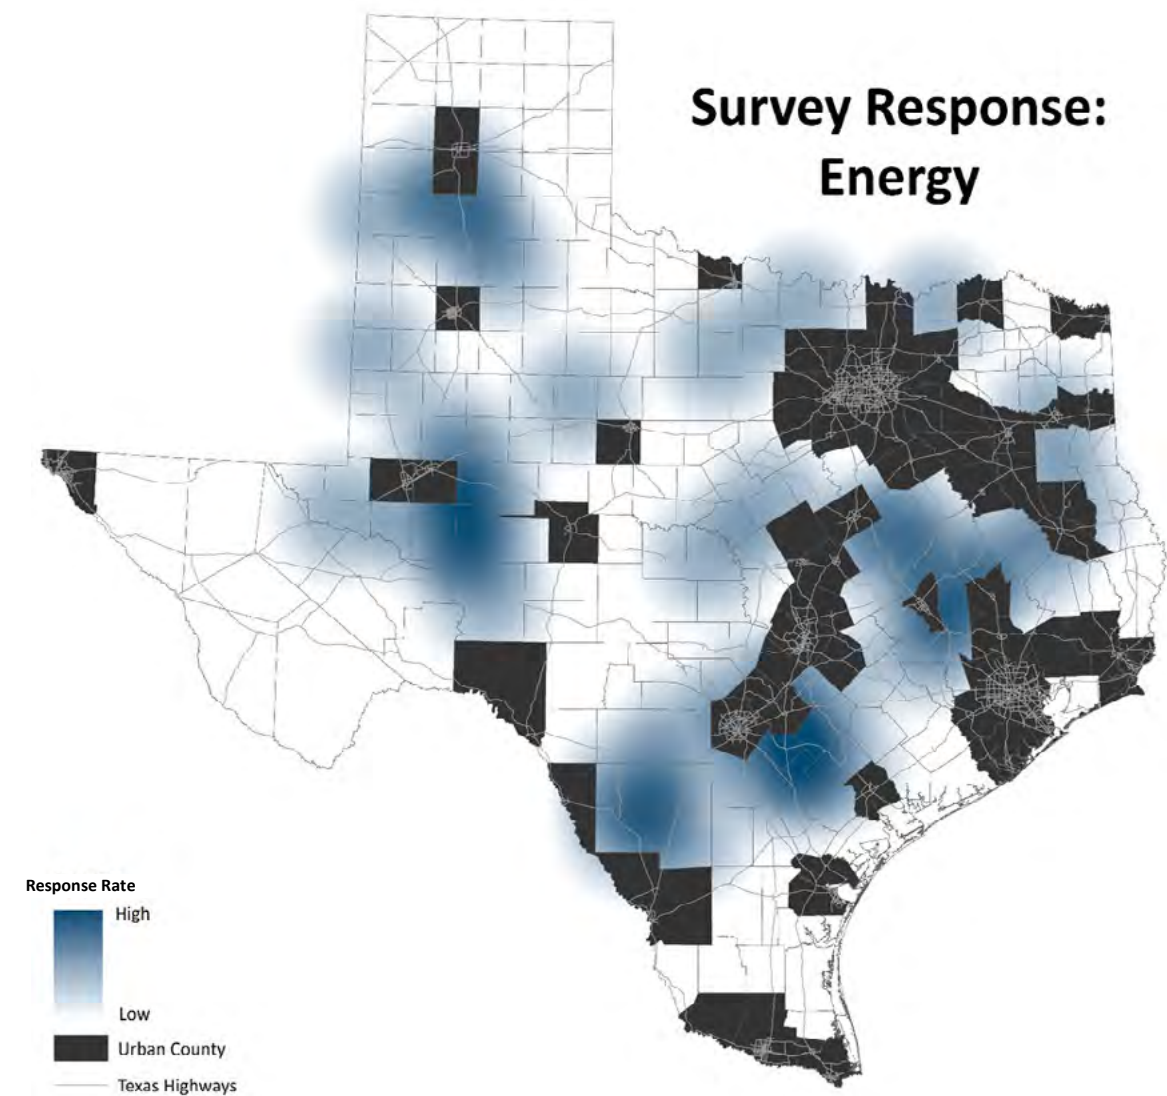 Survey Response:
Energy
Response Rate
High
Low
Urban County
Texas Highways